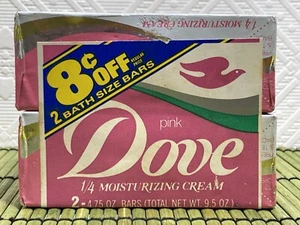 1/4 MOISTURIZING CREAM
8¢ OFF REGULAR PRICE
2 BATH SIZE BARS
pink
Dove
1/4 MOISTURIZING CREAM
2-4.75 OZ. BARS (TOTAL NET WT. 9.5 OZ.)